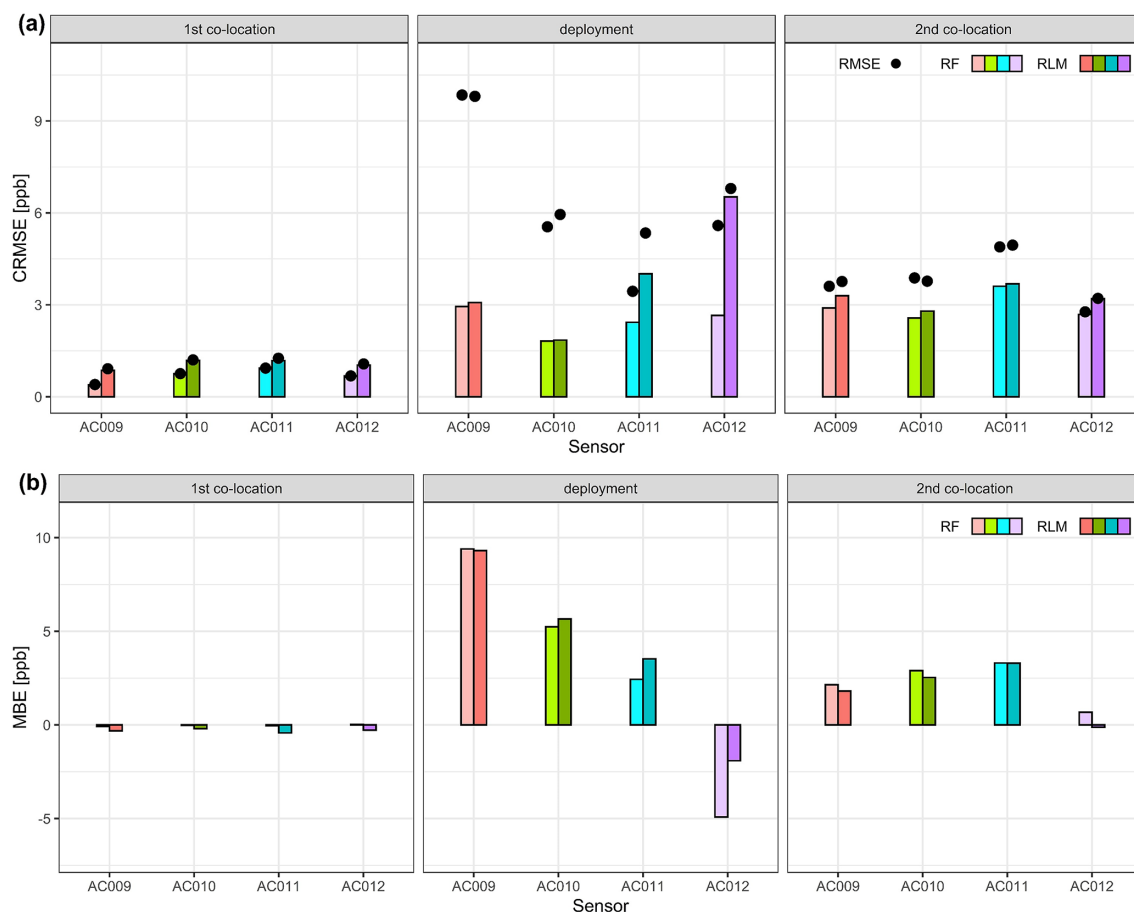 (a)
1st co-location deployment 2nd co-location
RMSE RF RLM
CRMSE [ppb]
9
6
3
0
AC009 AC010 AC011 AC012 AC009 AC010 AC011 AC012 AC009 AC010 AC011 AC012
Sensor
(b)
1st co-location deployment 2nd co-location
RF RLM
MBE [ppb]
10
5
0
-5
AC009 AC010 AC011 AC012 AC009 AC010 AC011 AC012 AC009 AC010 AC011 AC012
Sensor